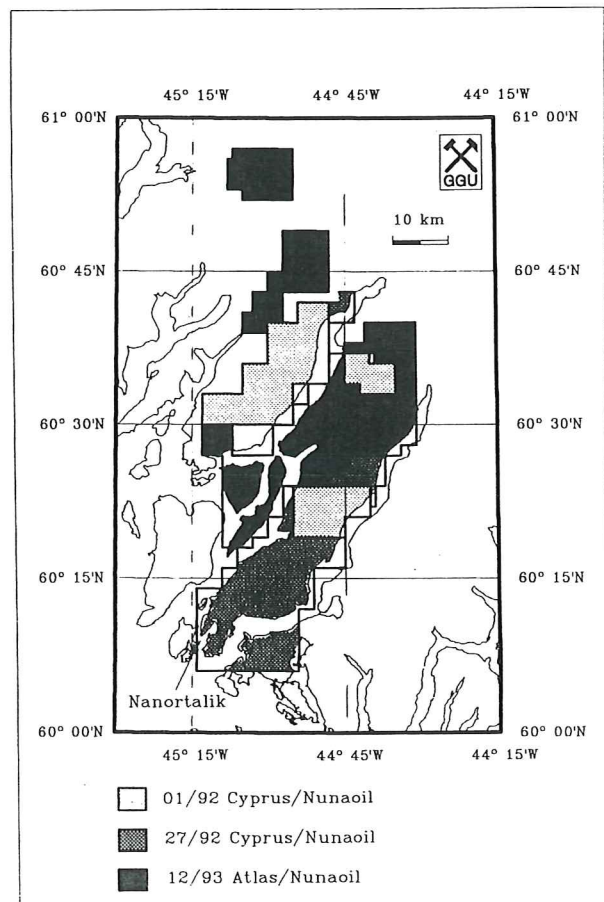 45° 15'W 44° 45'W 44° 15'W
61° 00'N 61° 00'N
GGU
10 km
60° 45'N 60° 45'N
60° 30'N 60° 30'N
60° 15'N 60° 15'N
Nanortalik
60° 00'N 60° 00'N
45° 15'W 44° 45'W 44° 15'W
01/92 Cyprus/Nunaoil
27/92 Cyprus/Nunaoil
12/93 Atlas/Nunaoil